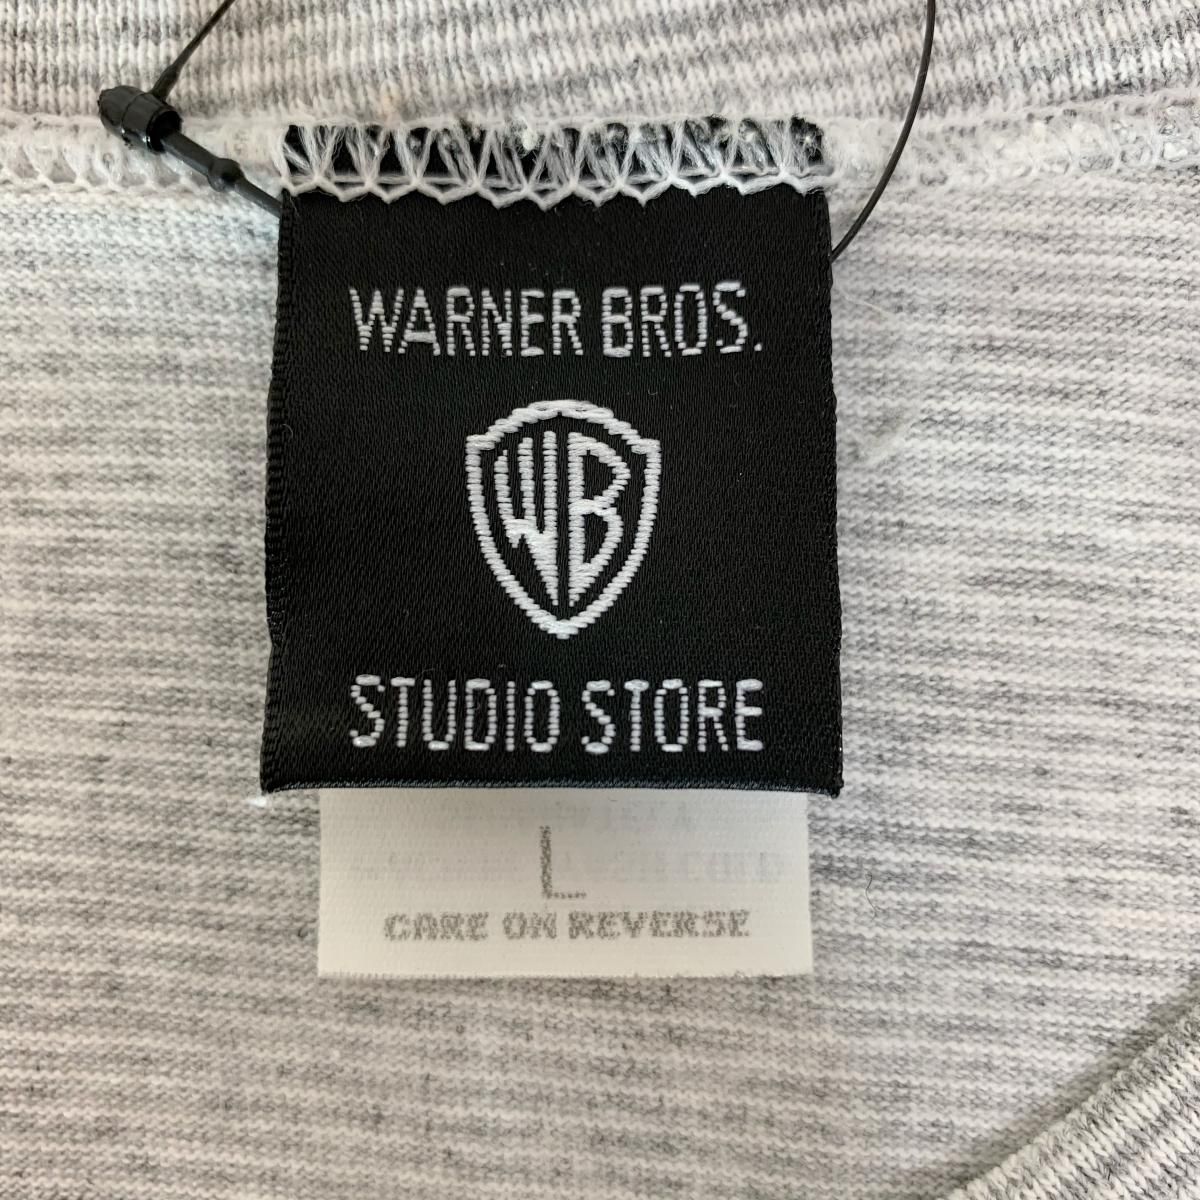 WARNER BROS.
WB
STUDIO STORE
L
CARE ON REVERSE